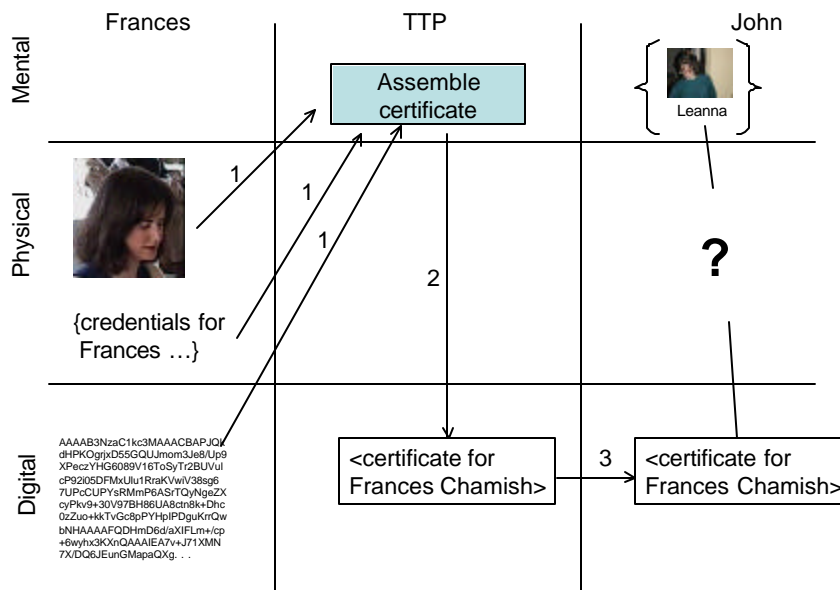 Frances
TTP
John
Mental
Assemble
certificate
Leanna
Physical
1
1
1
2
?
{credentials for
Frances …}
Digital
AAAAB3NzaC1kc3MAAACBAPJQk
dHPKOgrjxD55GQUJmom3Je8/Up9
XPeczYHG6089V16ToSyTr2BUVuI
cP92i05DFMxUlu1RraKVwiV38sg6
7UPcCUPYsRMmP6ASrTQyNgeZX
cyPkv9+30V97BH86UA8ctn8k+Dhc
0zZuo+kkTvGc8pPYHpIPDguKrrQw
bNHAAAAFQDHmD6d/aXIFLm+/cp
+6wyhx3KXnQAAAIEA7v+J71XMN
7X/DQ6JEunGMapaQXg. . .
<certificate for
Frances Chamish>
3
<certificate for
Frances Chamish>